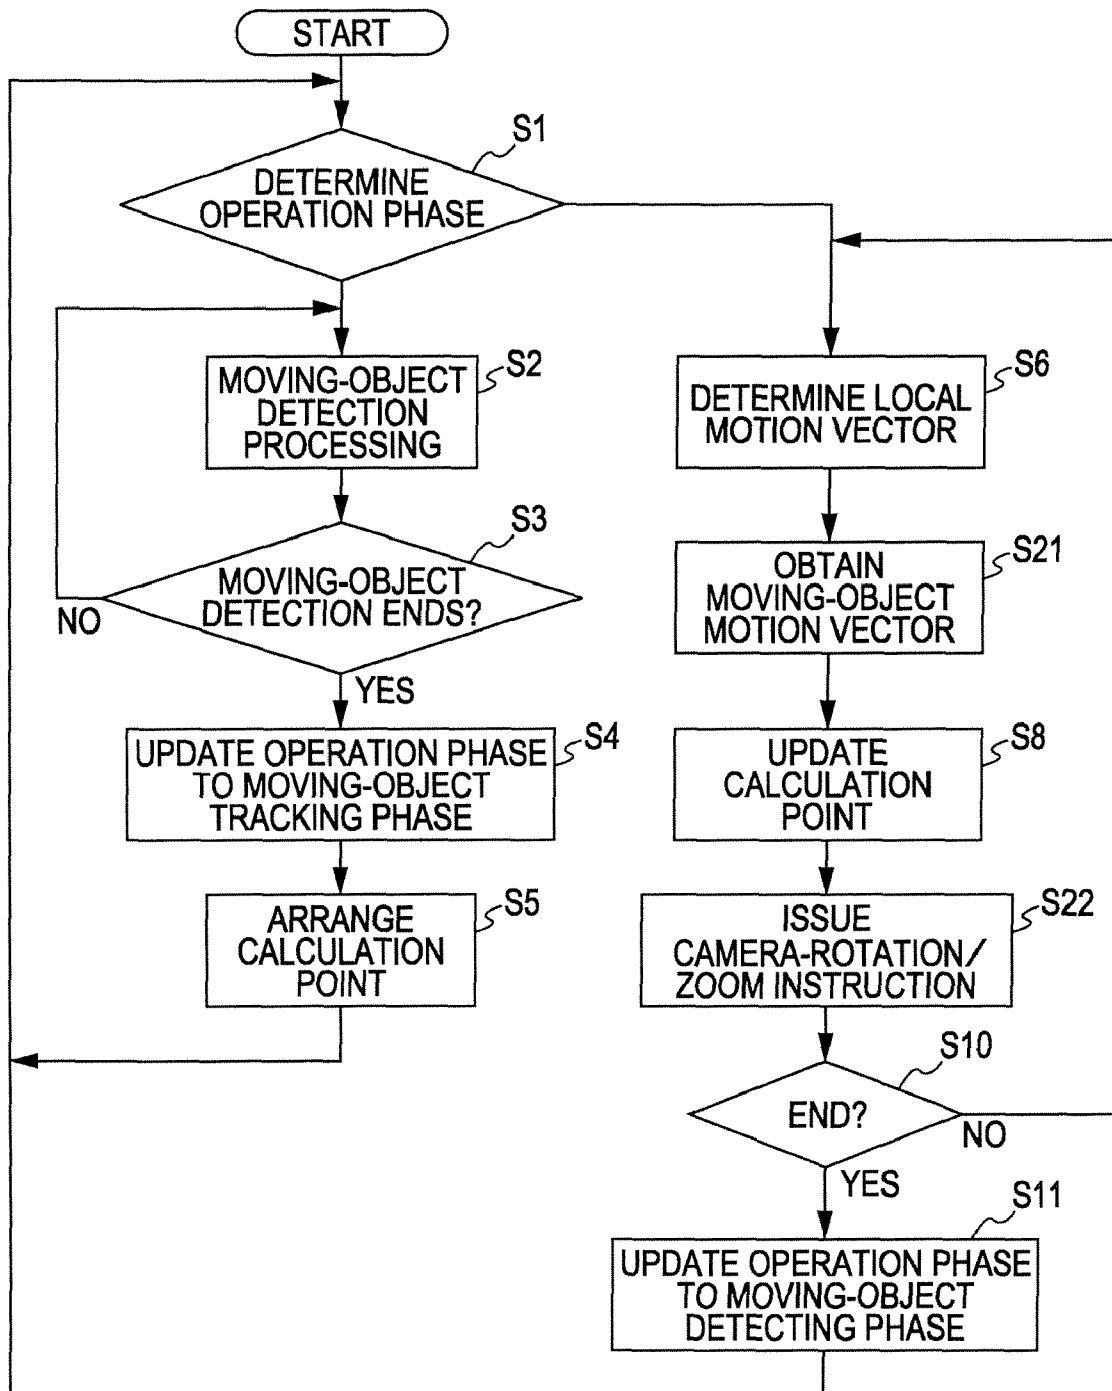 START
S1
DETERMINE
OPERATION PHASE
S2
MOVING-OBJECT
DETECTION
PROCESSING
S3
MOVING-OBJECT
DETECTION ENDS?
NO
YES
S4
UPDATE OPERATION PHASE
TO MOVING-OBJECT
TRACKING PHASE
S5
ARRANGE
CALCULATION
POINT
S6
DETERMINE LOCAL
MOTION VECTOR
S21
OBTAIN
MOVING-OBJECT
MOTION VECTOR
S8
UPDATE
CALCULATION
POINT
S22
ISSUE
CAMERA-ROTATION/
ZOOM INSTRUCTION
S10
END?
NO
YES
S11
UPDATE OPERATION PHASE
TO MOVING-OBJECT
DETECTING PHASE